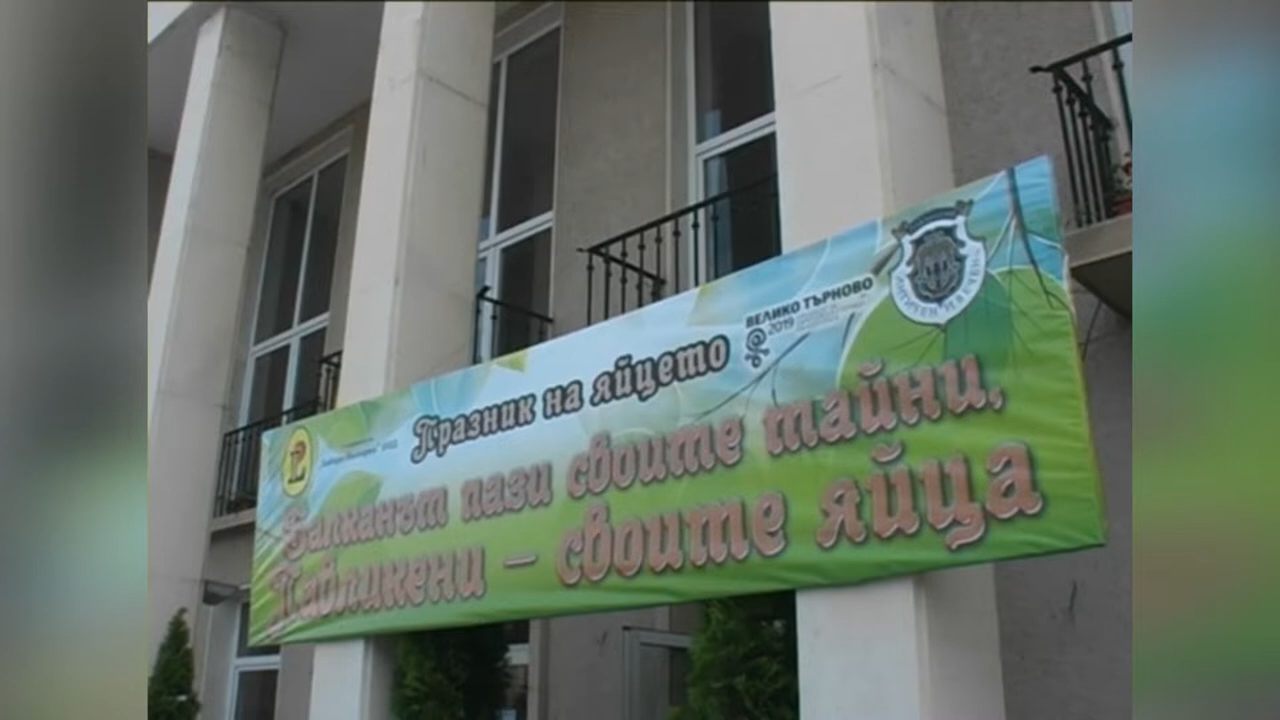 ВЕЛИКО ТЪРНОВО
2019
Празник на яйцето
Балканът пази своите тайни,
Павликени – своите яйца